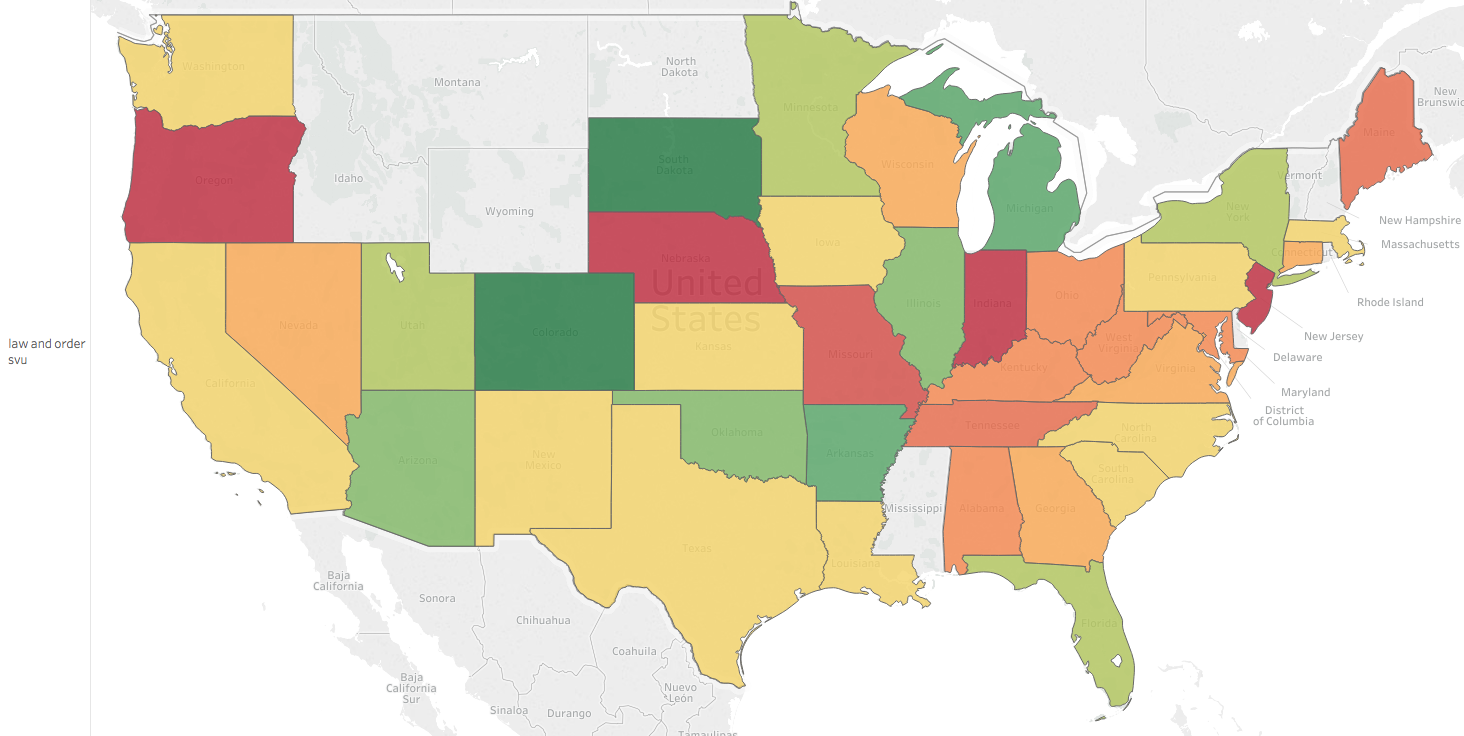 Washington
Montana
North
Dakota
Minnesota
Maine
New
Brunswic
Oregon
Idaho
South
Dakota
Wisconsin
Michigan
Vermont
New
York
New Hampshire
Massachusetts
Wyoming
Iowa
Connecticut
Nebraska
Pennsylvania
United
States
Nevada
Utah
Colorado
Illinois
Indiana
Ohio
Rhode Island
law and order
svu
Kansas
Missouri
West
Virginia
New Jersey
Delaware
California
Kentucky
Virginia
Maryland
District
of Columbia
Arizona
New
Mexico
Oklahoma
Arkansas
Tennessee
North
Carolina
South
Carolina
Mississippi
Alabama
Georgia
Texas
Louisiana
Baja
California
Sonora
Chihuahua
Florida
Coahuila
Baja
California
Sur
Nuevo
León
Sinaloa
Durango
Tamaulipas